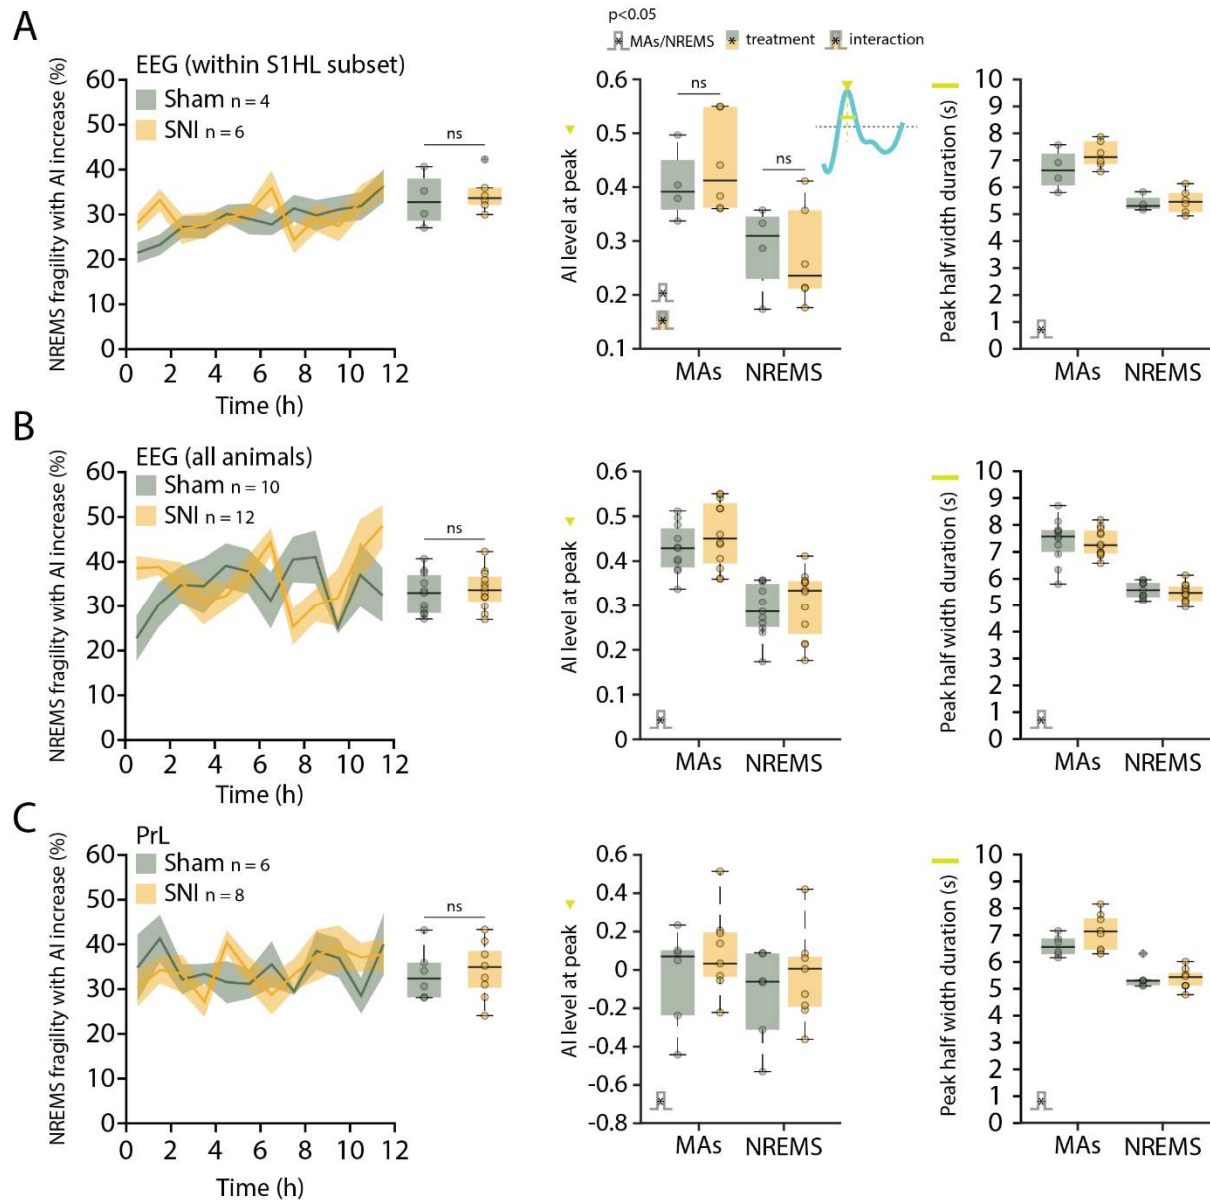 A
p<0.05
MAs/NREMS * treatment * interaction
EEG (within S1HL subset)
Sham n = 4
SNI n = 6
ns
NREMS fragility with AI increase (%)
60
50
40
30
20
10
0
0 2 4 6 8 10 12
Time (h)
AI level at peak
0.6
0.5
0.4
0.3
0.2
0.1
ns
ns
MAs NREMS
Peak half width duration (s)
10
9
8
7
6
5
4
3
2
1
0
MAs NREMS
B
EEG (all animals)
Sham n = 10
SNI n = 12
ns
NREMS fragility with AI increase (%)
60
50
40
30
20
10
0
0 2 4 6 8 10 12
Time (h)
AI level at peak
0.6
0.5
0.4
0.3
0.2
0.1
0
MAs NREMS
Peak half width duration (s)
10
9
8
7
6
5
4
3
2
1
0
MAs NREMS
C
PrL
Sham n = 6
SNI n = 8
ns
NREMS fragility with AI increase (%)
60
50
40
30
20
10
0
0 2 4 6 8 10 12
Time (h)
AI level at peak
0.6
0.4
0.2
0
-0.2
-0.4
-0.6
-0.8
MAs NREMS
Peak half width duration (s)
10
9
8
7
6
5
4
3
2
1
0
MAs NREMS